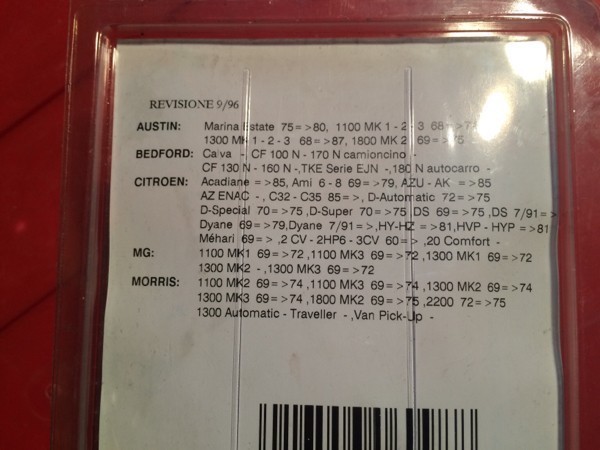 REVISIONE 9/96
AUSTIN: Marina Estate 75=>80, 1100 MK 1 - 2 - 3 68=>
1300 MK 1 - 2 - 3 68=>87, 1800 MK 2 69=>75
BEDFORD: Ca va - CF 100 N - 170 N camioncino -
CF 130 N - 160 N -,TKE Serie EJN -,180 N autocarro -
CITROEN: Acadiane =>85, Ami 6 - 8 69=>79, AZU - AK =>85
AZ ENAC - , C32 - C35 85=>, D-Automatic 72=>75
D-Special 70=>75 ,D-Super 70=>75 ,DS 69=>75 ,DS 7/91=>
Dyane 69=>79,Dyane 7/91=>,HY-HZ =>81,HVP - HYP =>81
Méhari 69=> ,2 CV - 2HP6 - 3CV 60=> ,20 Comfort -
MG: 1100 MK1 69=>72 ,1100 MK3 69=>72 ,1300 MK1 69=>72
1300 MK2 - ,1300 MK3 69=>72
MORRIS: 1100 MK2 69=>74 ,1100 MK3 69=>74 ,1300 MK2 69=>74
1300 MK3 69=>74 ,1800 MK2 69=>75 ,2200 72=>75
1300 Automatic - Traveller - ,Van Pick-Up -